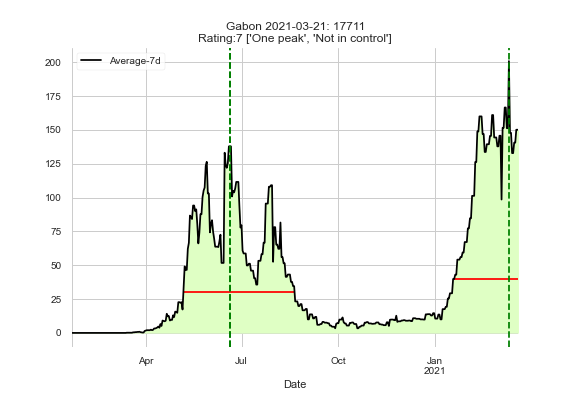 Gabon 2021-03-21: 17711
Rating:7 ['One peak', 'Not in control']
Average-7d
200
175
150
125
100
75
50
25
0
Apr
Jul
Oct
Jan
2021
Date